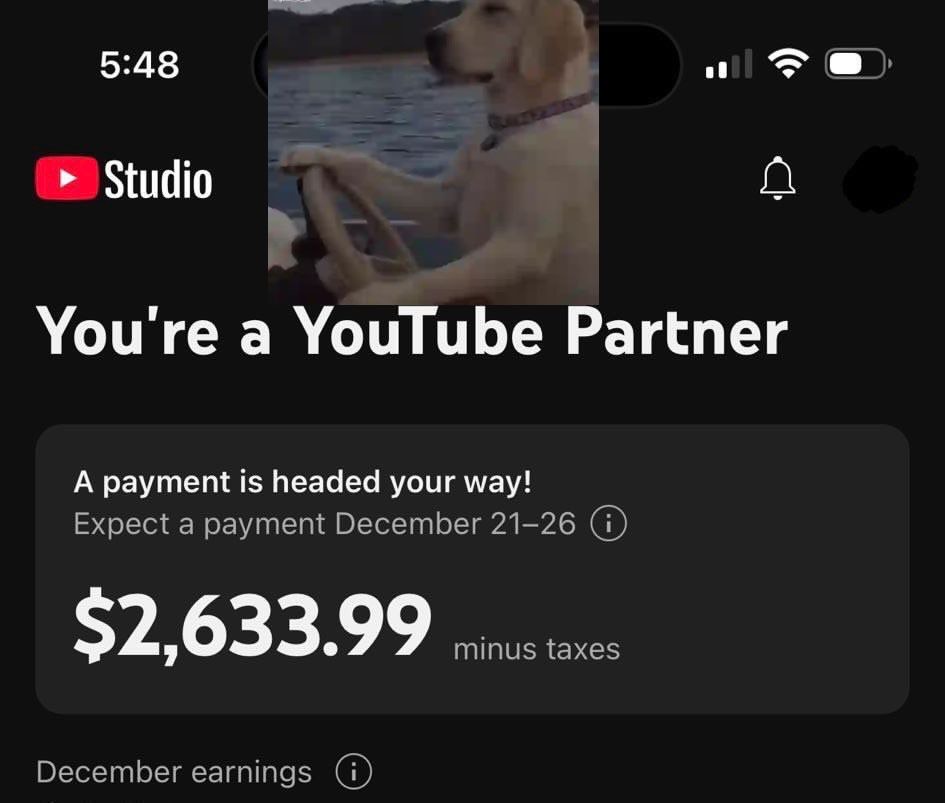 5:48
Studio
You're a YouTube Partner
A payment is headed your way!
Expect a payment December 21–26
$2,633.99 minus taxes
December earnings